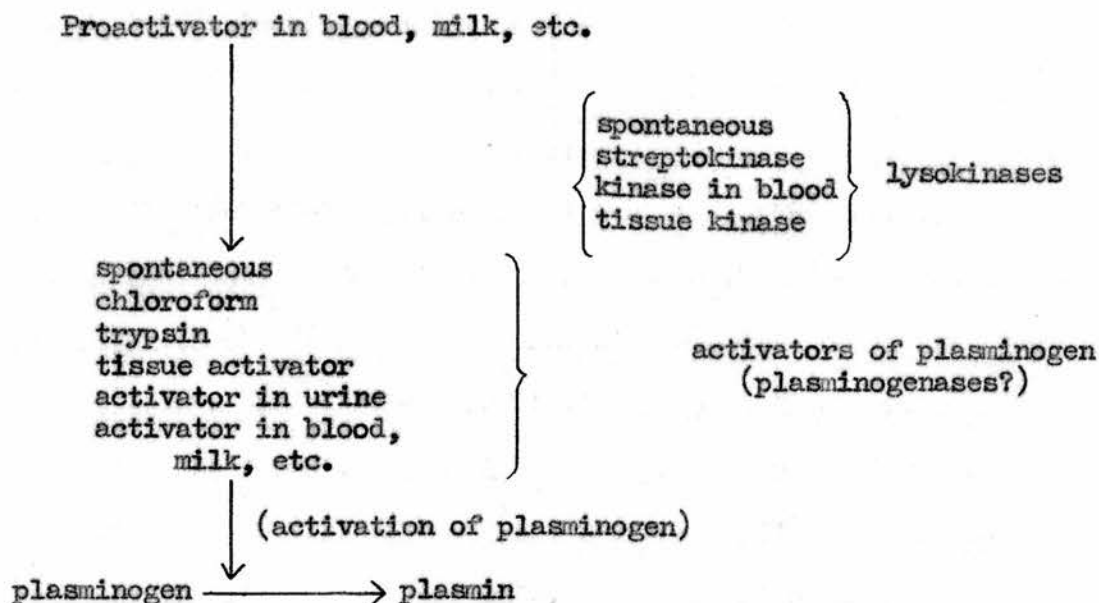 Proactivator in blood, milk, etc.
spontaneous
streptokinase
kinase in blood
tissue kinase
lysokinases
spontaneous
chloroform
trypsin
tissue activator
activator in urine
activator in blood,
milk, etc.
activators of plasminogen
(plasminogenases?)
(activation of plasminogen)
plasminogen
plasmin